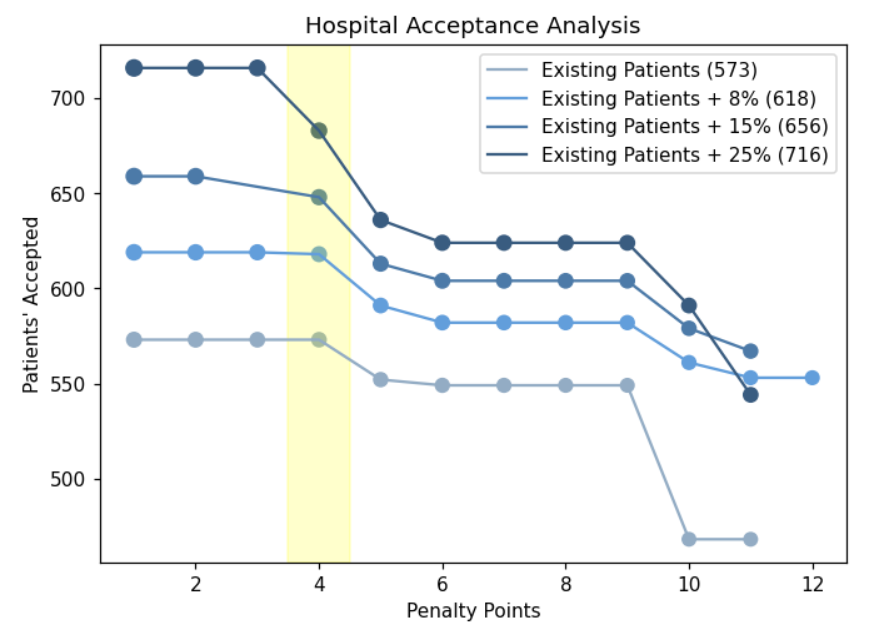 Hospital Acceptance Analysis
Existing Patients (573)
Existing Patients + 8% (618)
Existing Patients + 15% (656)
Existing Patients + 25% (716)
Patients' Accepted
700
650
600
550
500
2 4 6 8 10 12
Penalty Points